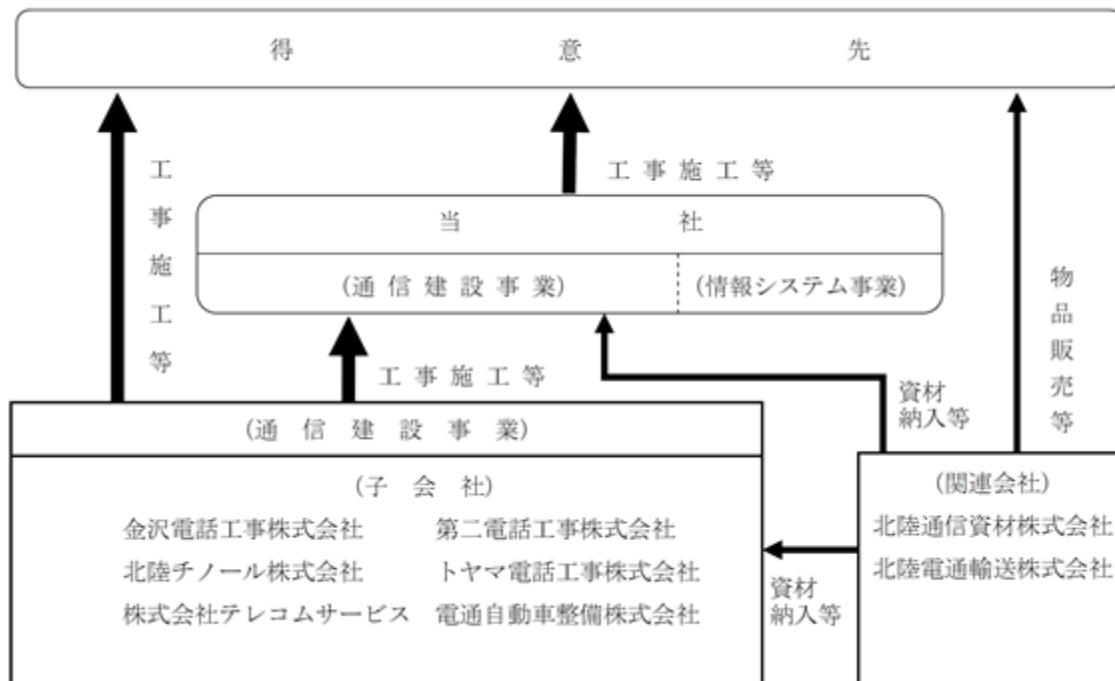 得意先
工事施工等
工事施工等
当社
(通信建設事業)
(情報システム事業)
物品販売等
工事施工等
資材
納入等
(通信建設事業)
(子会社)
金沢電話工事株式会社
第二電話工事株式会社
北陸チノール株式会社
トヤマ電話工事株式会社
株式会社テレコムサービス
電通自動車整備株式会社
(関連会社)
北陸通信資材株式会社
北陸電通輸送株式会社
資材
納入等